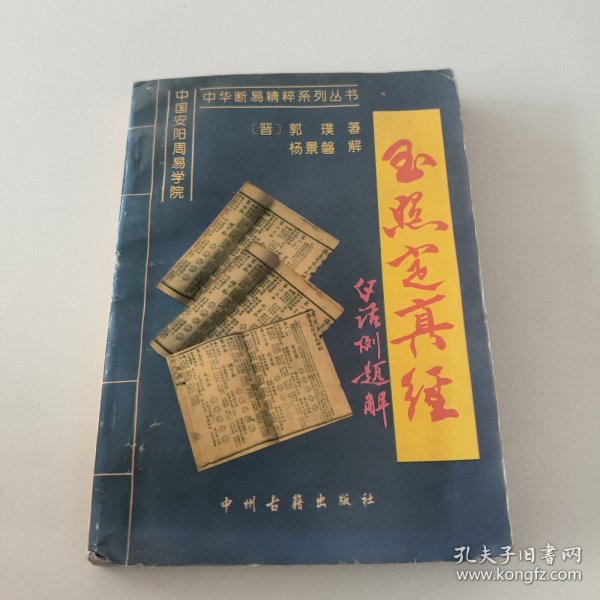 中国安阳周易学院
中华断易精粹系列丛书
〔晋〕郭璞 著
杨景磐 解
玉照定真经
白话例题解
中州古籍出版社
孔夫子旧书网
www.kongfz.com